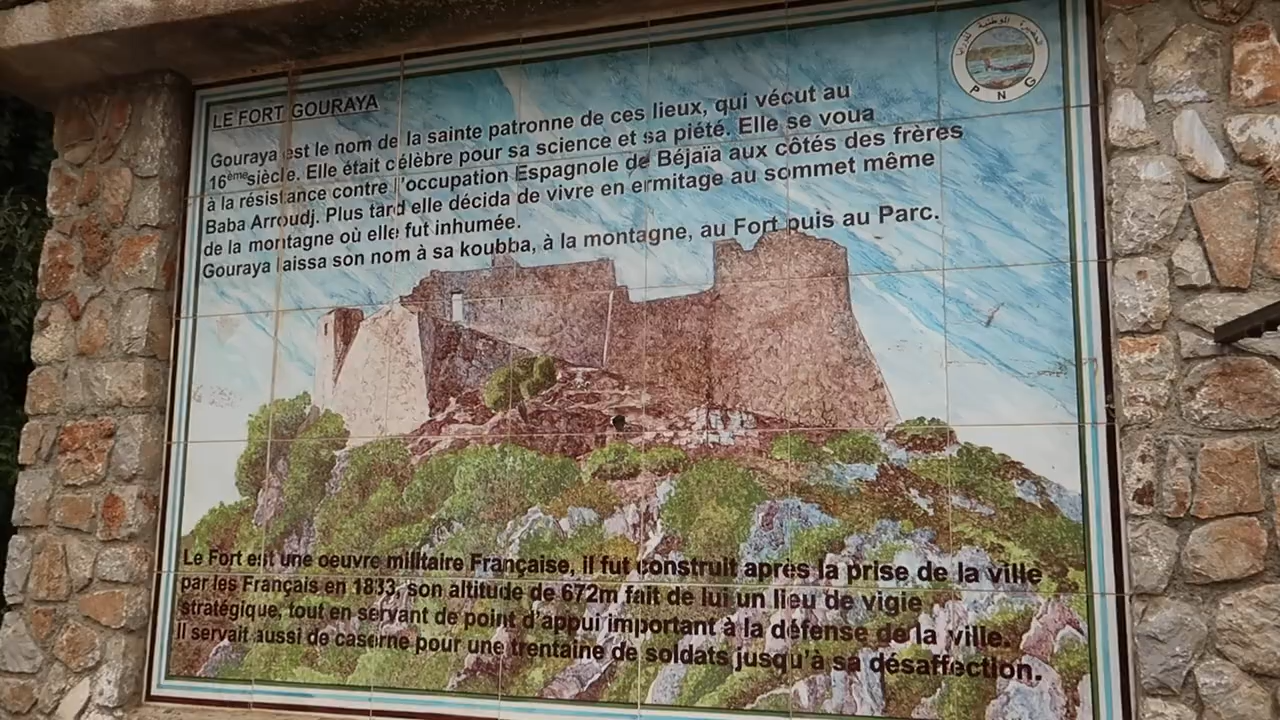 LE FORT GOURAYA
Gouraya est le nom de la sainte patronne de ces lieux, qui vécut au
16ème siècle. Elle était célèbre pour sa science et sa piété. Elle se voua
à la résistance contre l'occupation Espagnole de Béjaïa aux côtés des frères
Baba Arroudj. Plus tard elle décida de vivre en ermitage au sommet même
de la montagne où elle fut inhumée.
Gouraya laissa son nom à sa koubba, à la montagne, au Fort puis au Parc.
الحظيرة الوطنية لقورايا
P N G
Le Fort est une oeuvre militaire Française, il fut construit aprés la prise de la ville
par les Français en 1833, son altitude de 672m fait de lui un lieu de vigie
stratégique, tout en servant de point d'appui important à la défense de la ville.
Il servait aussi de caserne pour une trentaine de soldats jusqu'à sa désaffection.